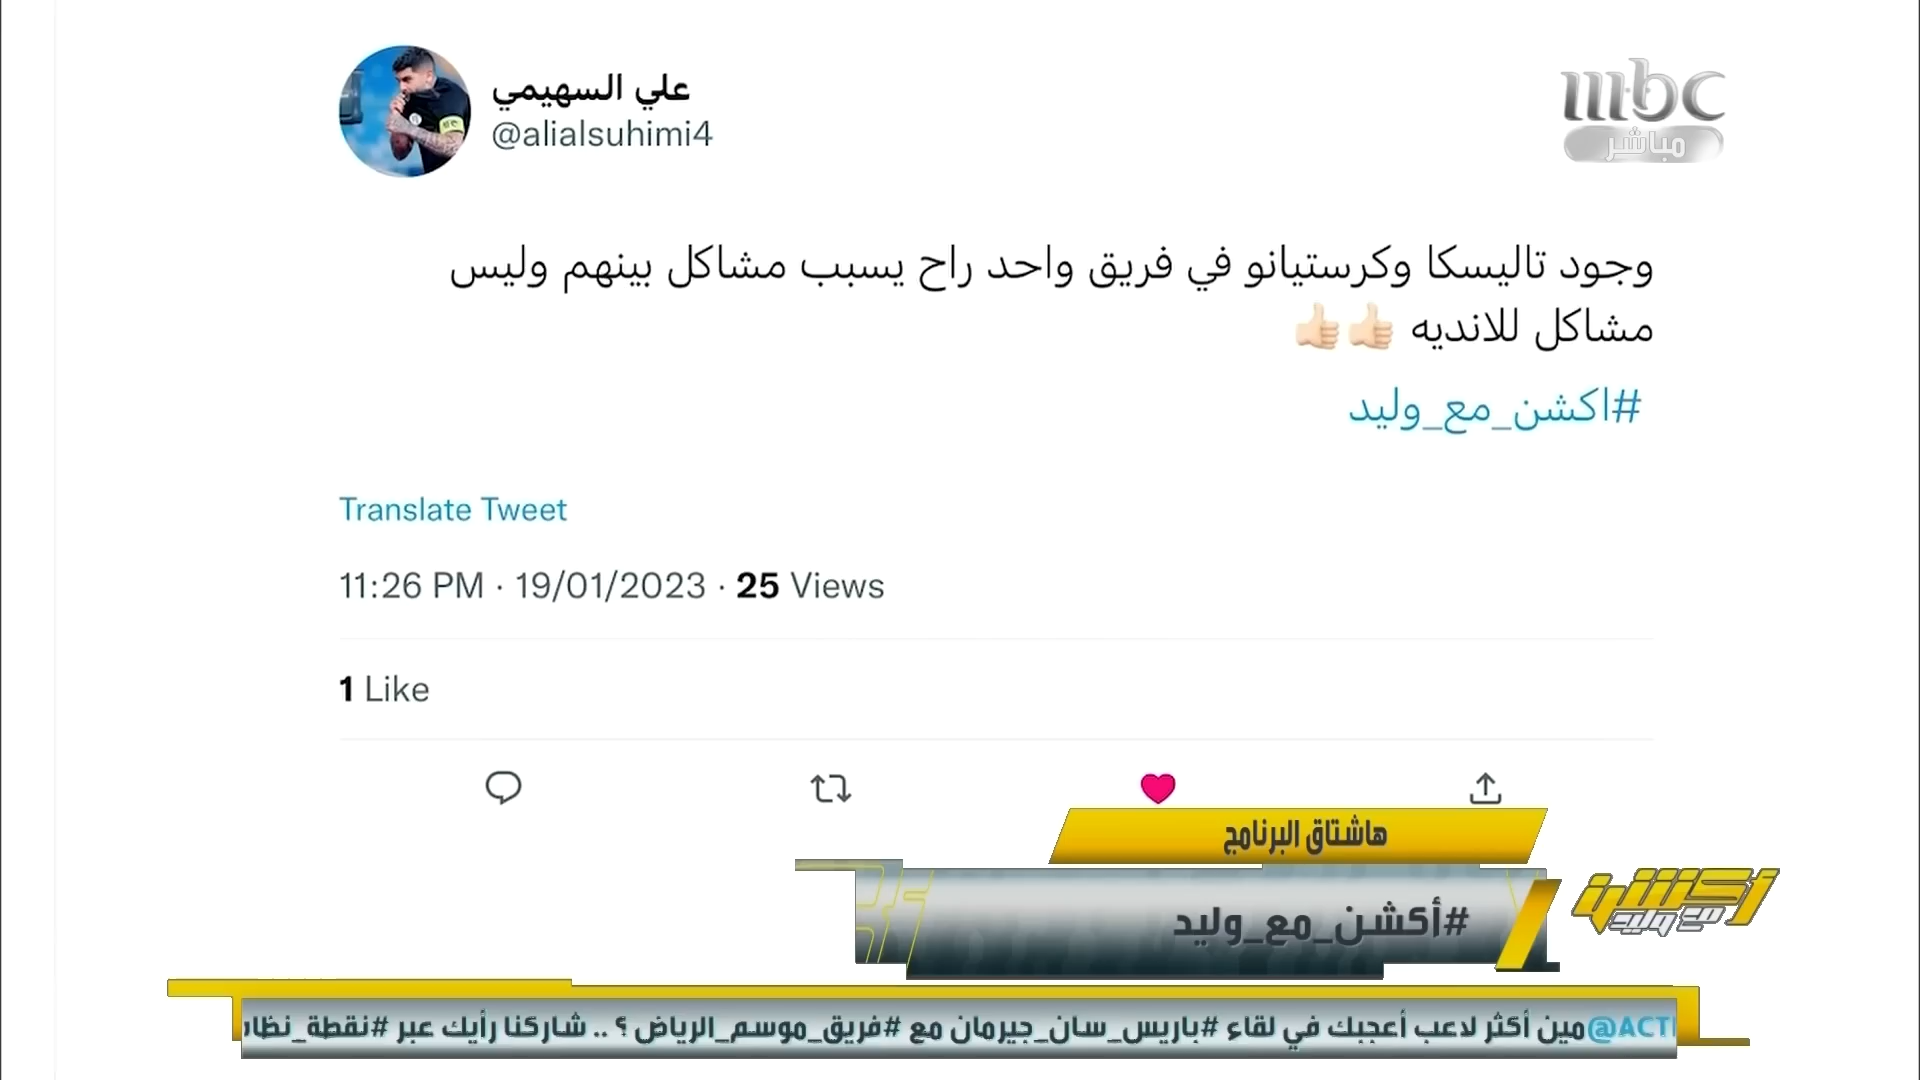 علي السهيمي
@alialsuhimi4
mbc
مباشر
وجود تاليسكا وكرستيانو في فريق واحد راح يسبب مشاكل بينهم وليس
مشاكل للانديه 👍🏻👍🏻
#اكشن_مع_وليد
Translate Tweet
11:26 PM · 19/01/2023 · 25 Views
1 Like
هاشتاق البرنامج
#أكشن_مع_وليد
أكشن
مع وليد
@ACTI مين أكثر لاعب أعجبك في لقاء #باريس_سان_جيرمان مع #فريق_موسم_الرياض ؟ .. شاركنا رأيك عبر #نقطة_نظا